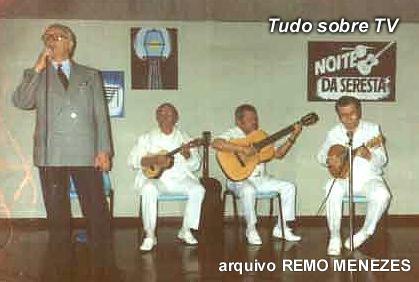 Tudo sobre TV
NOITE
DA SERESTA
arquivo REMO MENEZES